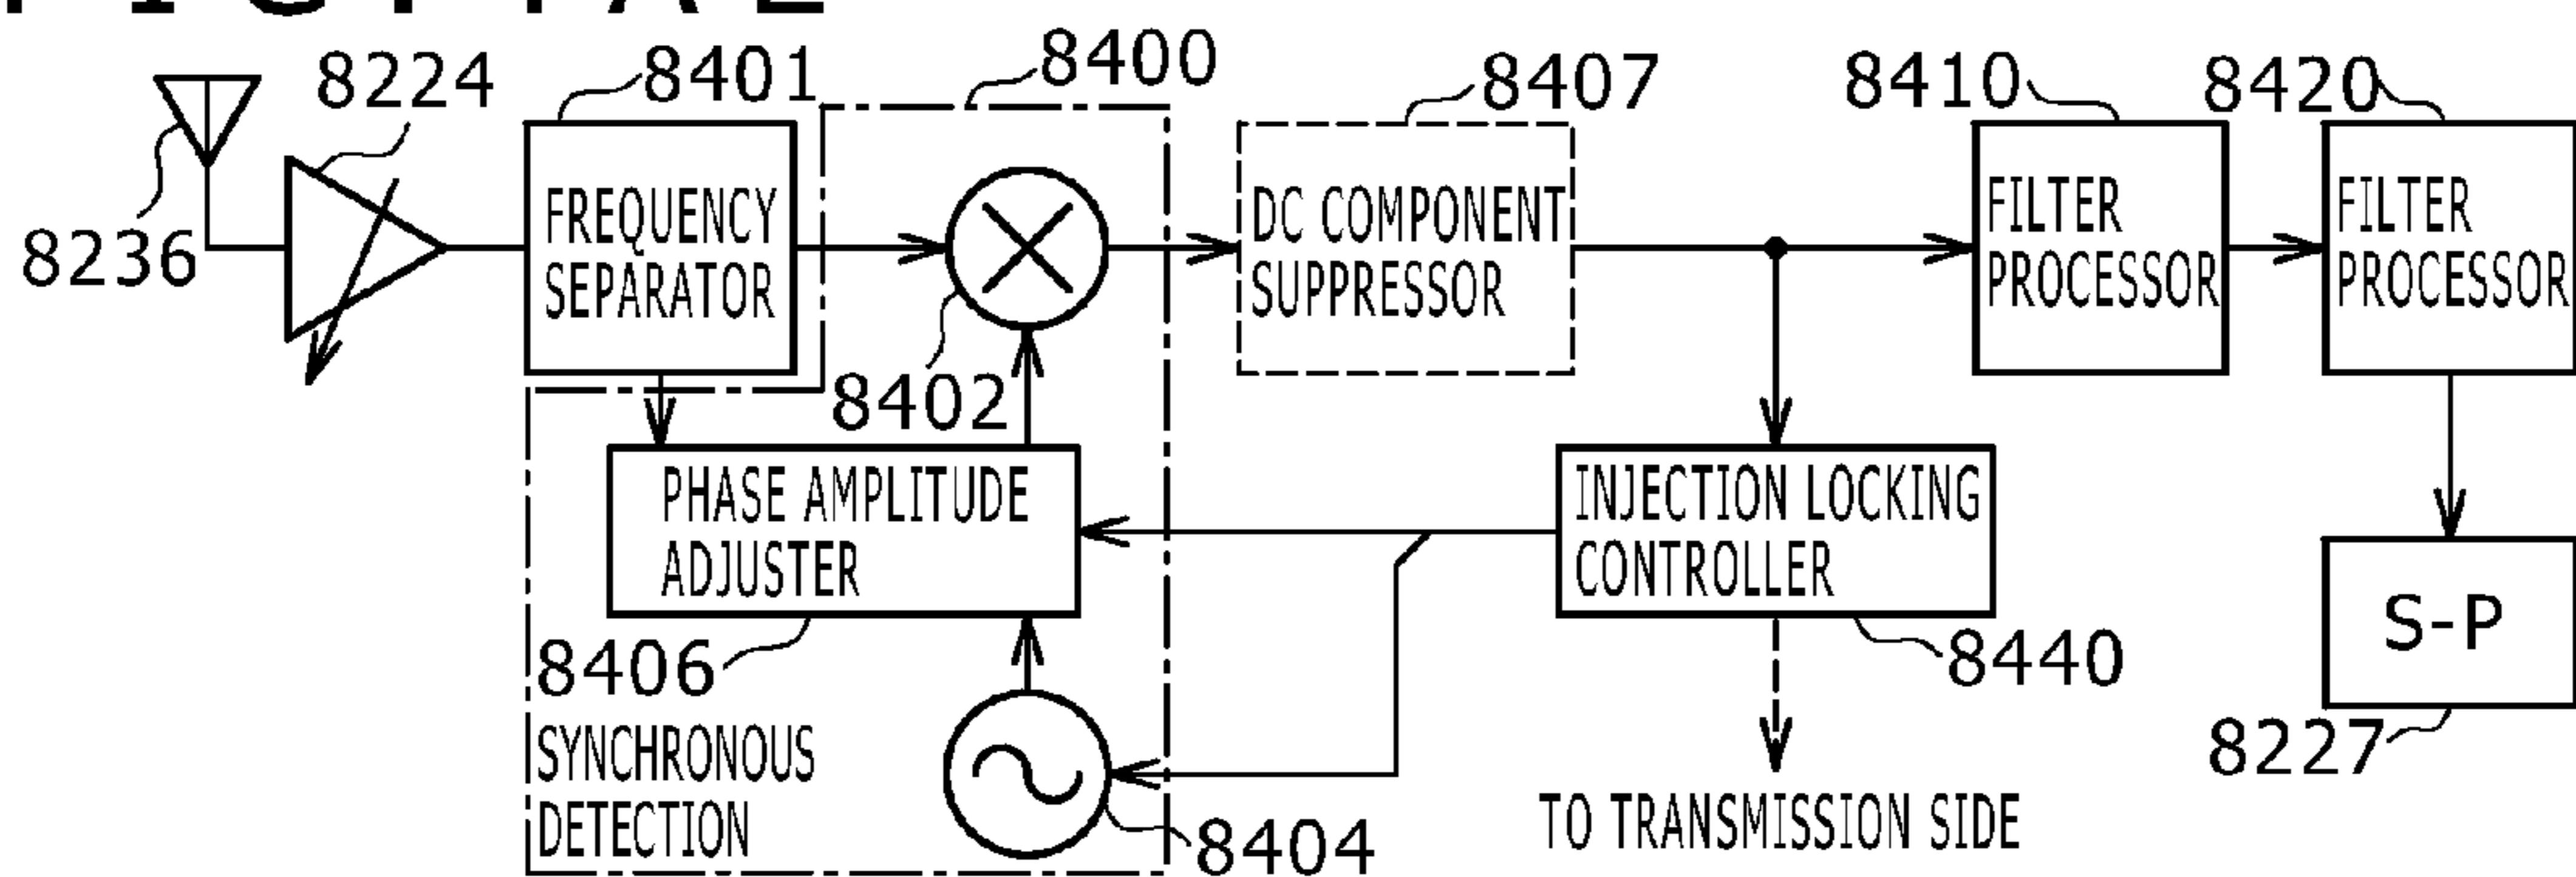 8236
8224
8401
FREQUENCY
SEPARATOR
8400
8402
8407
DC COMPONENT
SUPPRESSOR
8410
FILTER
PROCESSOR
8420
FILTER
PROCESSOR
PHASE AMPLITUDE
ADJUSTER
8406
INJECTION LOCKING
CONTROLLER
8440
S-P
8227
SYNCHRONOUS
DETECTION
8404
TO TRANSMISSION SIDE